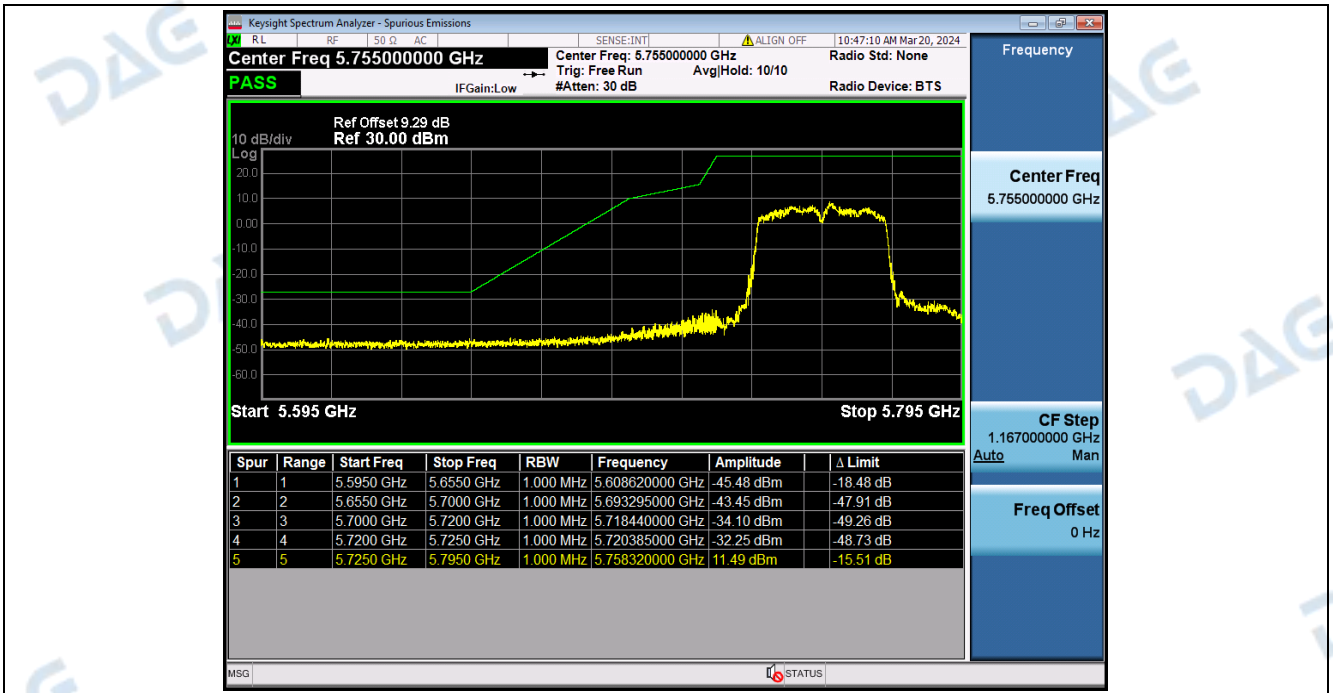 DAG
DAG
DAG
DAG
Keysight Spectrum Analyzer - Spurious Emissions
LXI RL RF 50 Ω AC SENSE:INT ALIGN OFF 10:47:10 AM Mar 20, 2024
Center Freq 5.755000000 GHz
PASS
IFGain:Low
Center Freq: 5.755000000 GHz
Trig: Free Run Avg|Hold: 10/10
#Atten: 30 dB
Radio Std: None
Radio Device: BTS
Ref Offset 9.29 dB
10 dB/div Ref 30.00 dBm
Log
20.0
10.0
0.00
-10.0
-20.0
-30.0
-40.0
-50.0
-60.0
Start 5.595 GHz Stop 5.795 GHz
Spur Range Start Freq Stop Freq RBW Frequency Amplitude Δ Limit
1 1 5.5950 GHz 5.6550 GHz 1.000 MHz 5.608620000 GHz -45.48 dBm -18.48 dB
2 2 5.6550 GHz 5.7000 GHz 1.000 MHz 5.693295000 GHz -43.45 dBm -47.91 dB
3 3 5.7000 GHz 5.7200 GHz 1.000 MHz 5.718440000 GHz -34.10 dBm -49.26 dB
4 4 5.7200 GHz 5.7250 GHz 1.000 MHz 5.720385000 GHz -32.25 dBm -48.73 dB
5 5 5.7250 GHz 5.7950 GHz 1.000 MHz 5.758320000 GHz 11.49 dBm -15.51 dB
MSG STATUS
Frequency
Center Freq
5.755000000 GHz
CF Step
1.167000000 GHz
Auto Man
Freq Offset
0 Hz